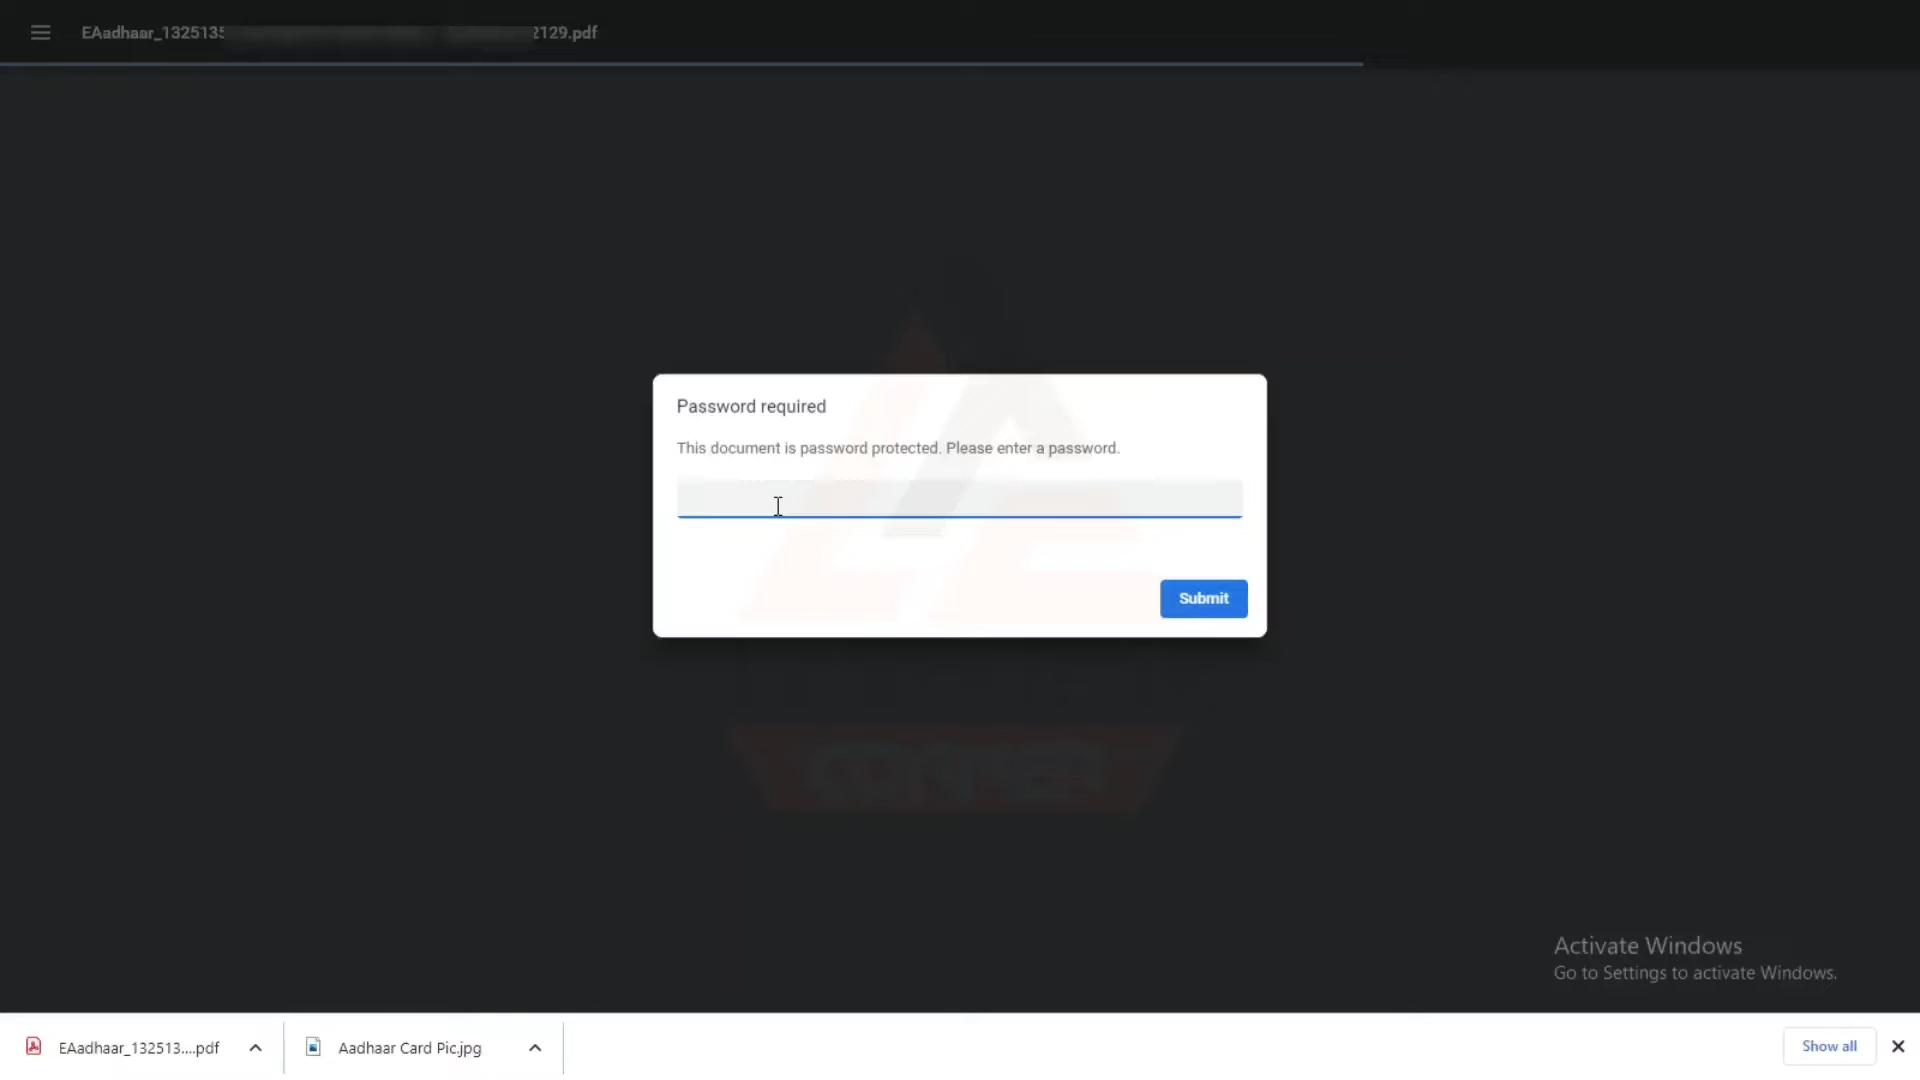 EAadhaar_132513 2129.pdf
Password required
This document is password protected. Please enter a password.
Submit
CORNER
Activate Windows
Go to Settings to activate Windows.
EAadhaar_132513....pdf
Aadhaar Card Pic.jpg
Show all